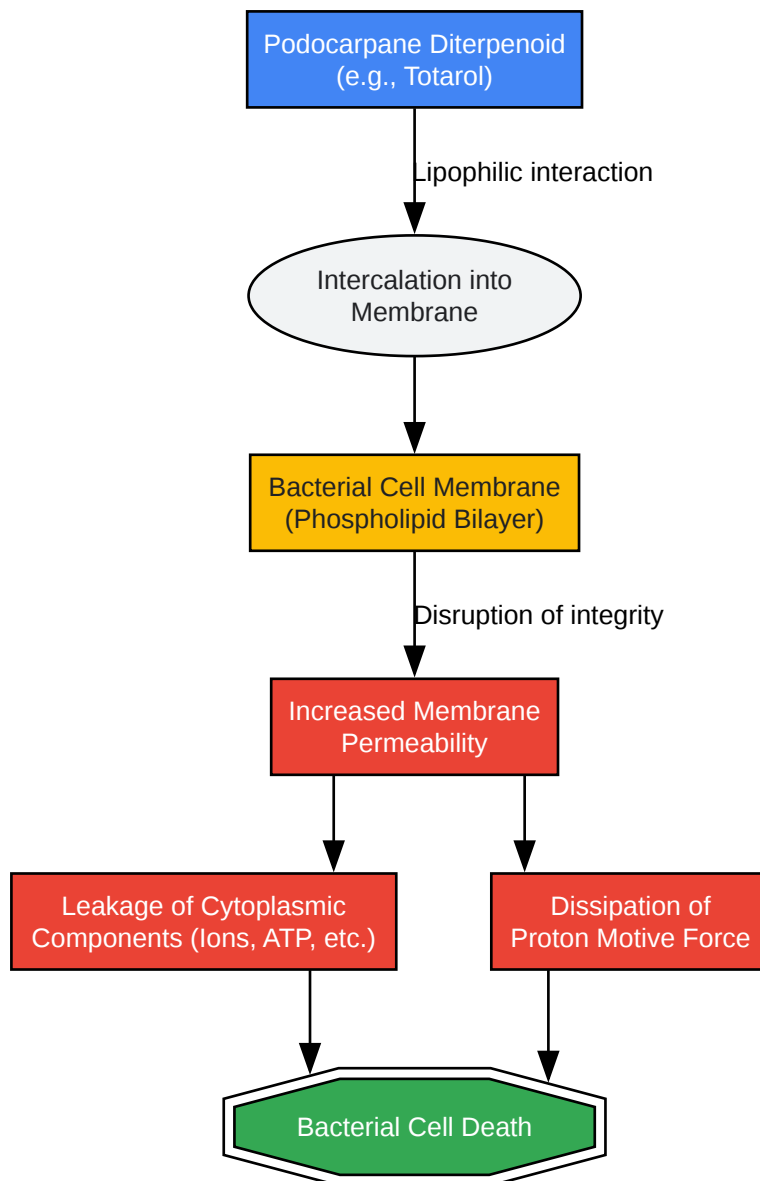 Podocarpane Diterpenoid
(e.g., Totarol)
Lipophilic interaction
Intercalation into
Membrane
Bacterial Cell Membrane
(Phospholipid Bilayer)
Disruption of integrity
Increased Membrane
Permeability
Leakage of Cytoplasmic
Components (Ions, ATP, etc.)
Dissipation of
Proton Motive Force
Bacterial Cell Death